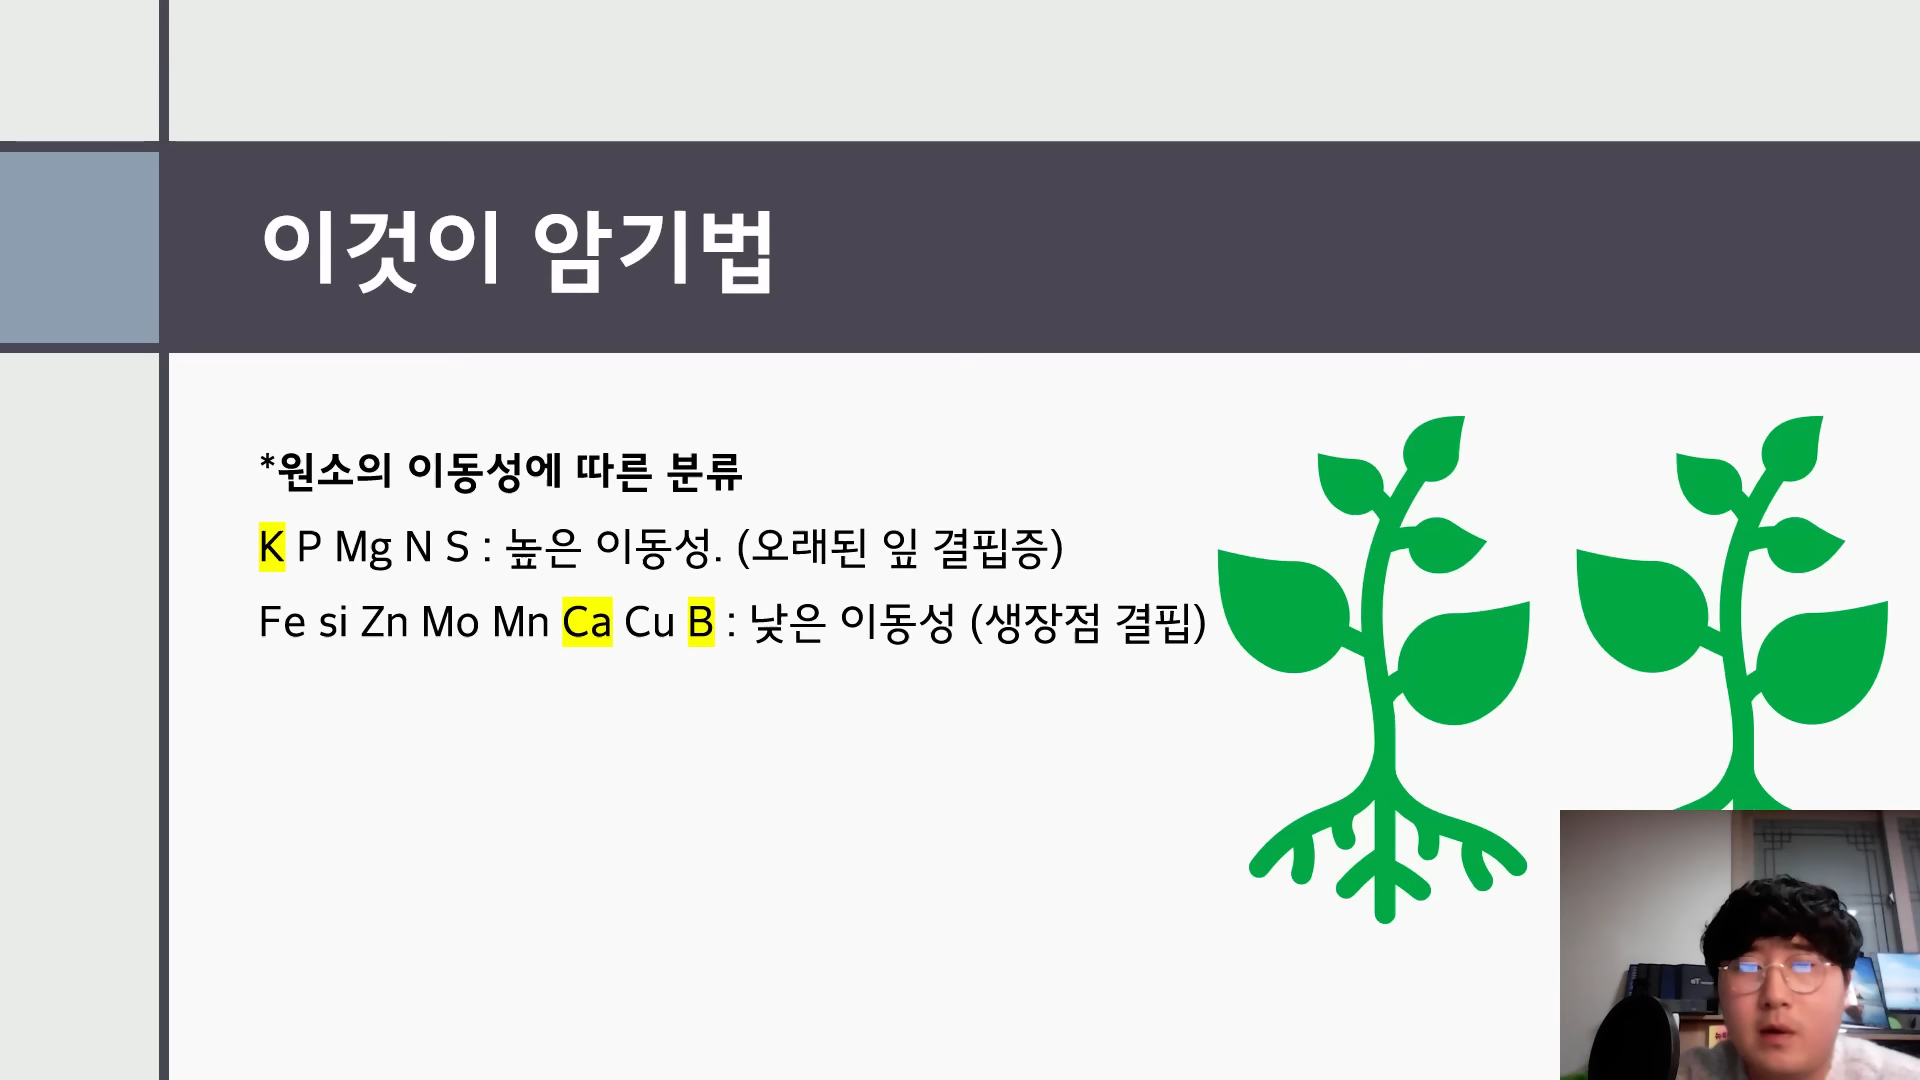 이것이 암기법
*원소의 이동성에 따른 분류
K P Mg N S : 높은 이동성. (오래된 잎 결핍증)
Fe si Zn Mo Mn Ca Cu B : 낮은 이동성 (생장점 결핍)